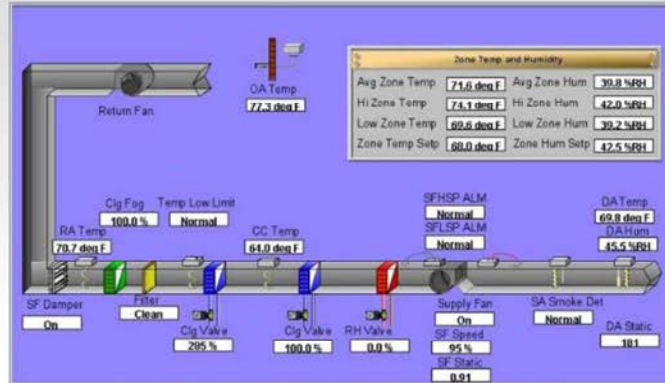 Zone Temp and Humidity
Avg Zone Temp 71.6 deg F Avg Zone Hum 39.8 %RH
Hi Zone Temp 74.1 deg F Hi Zone Hum 42.0 %RH
Low Zone Temp 69.6 deg F Low Zone Hum 39.2 %RH
Zone Temp Setp 68.0 deg F Zone Hum Setp 42.5 %RH
OA Temp
77.3 deg F
Return Fan
Clg Fog
100.0 %
Temp Low Limit
Normal
SFHSP ALM
Normal
SFLSP ALM
Normal
DA Temp
69.8 deg F
DA Hum
45.5 %RH
RA Temp
70.7 deg F
CC Temp
64.0 deg F
SF Damper
On
Filter
Clean
Clg Valve
205 %
Clg Valve
100.0 %
RH Valve
0.0 %
Supply Fan
On
SF Speed
95 %
SF Static
0.91
SA Smoke Det
Normal
DA Static
101